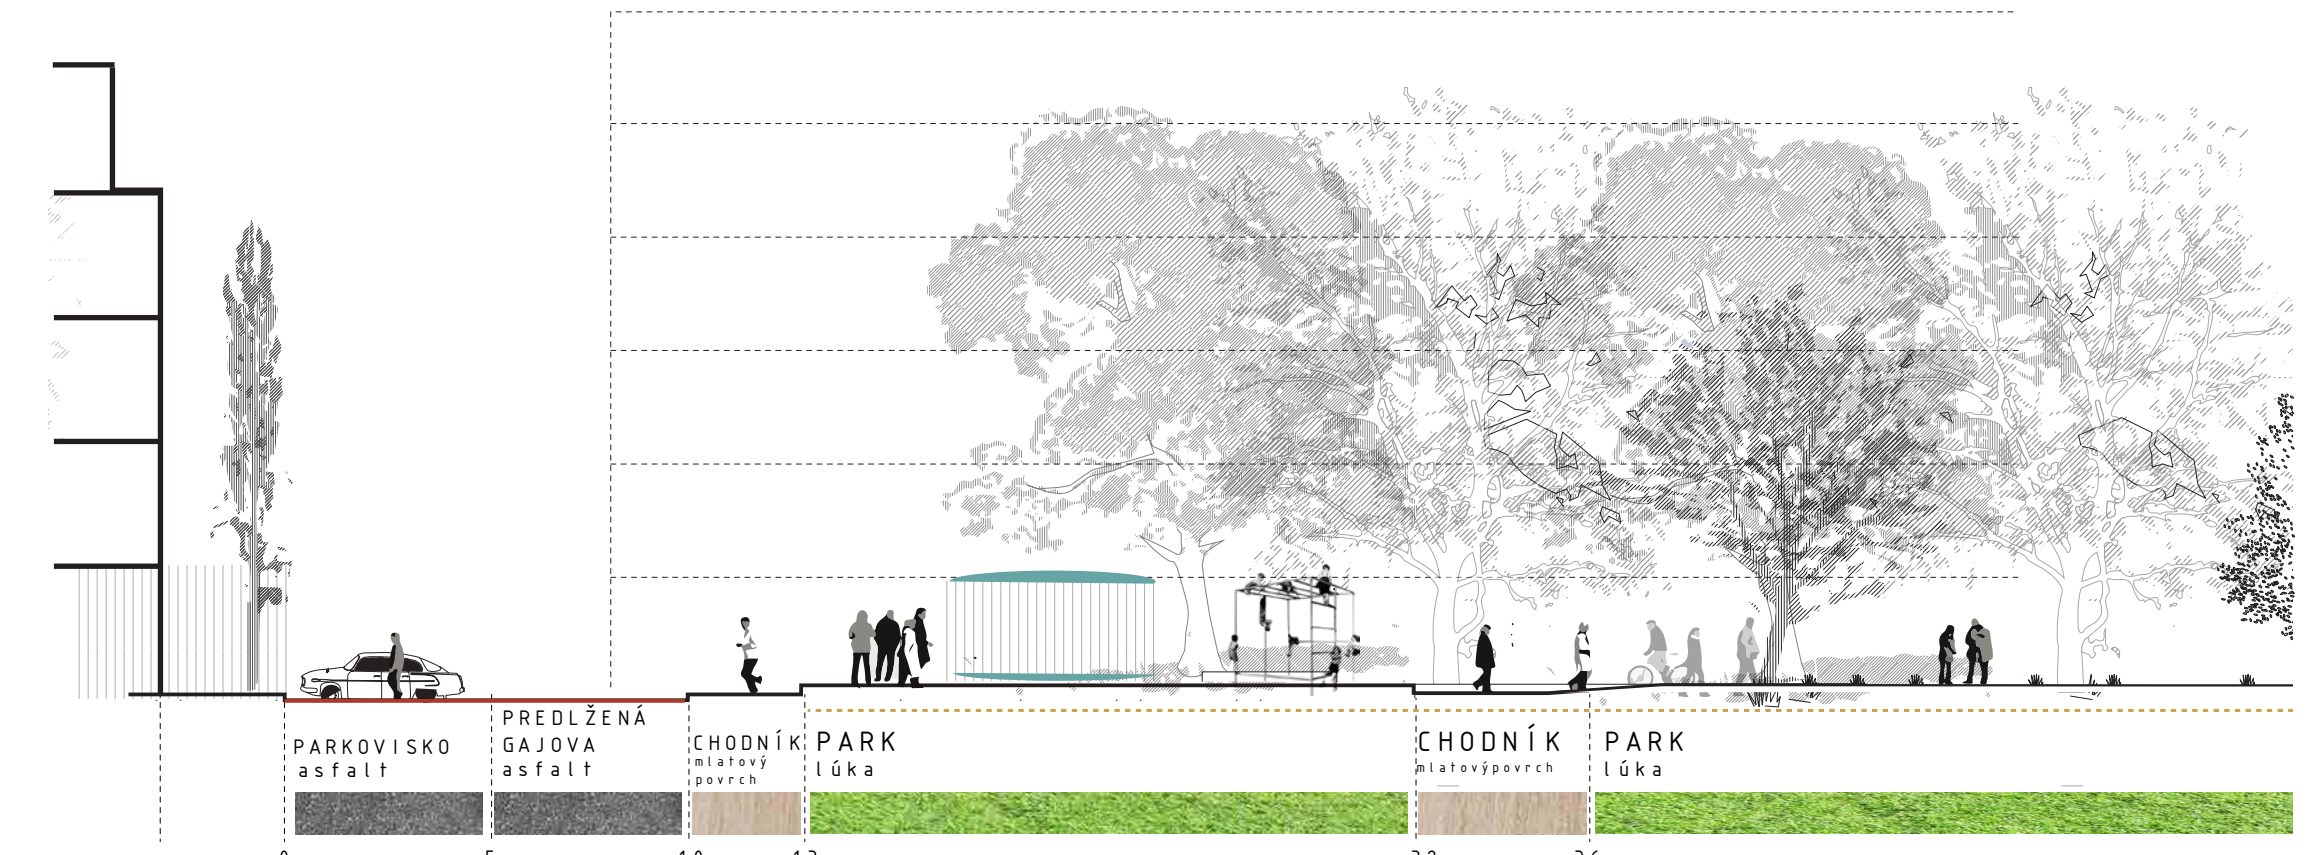 PARKOVISKO
asfalt
PREDLŽENÁ
GAJOVA
asfalt
CHODNÍK
mlatový
povrch
PARK
lúka
CHODNÍK
mlatovýpovrch
PARK
lúka